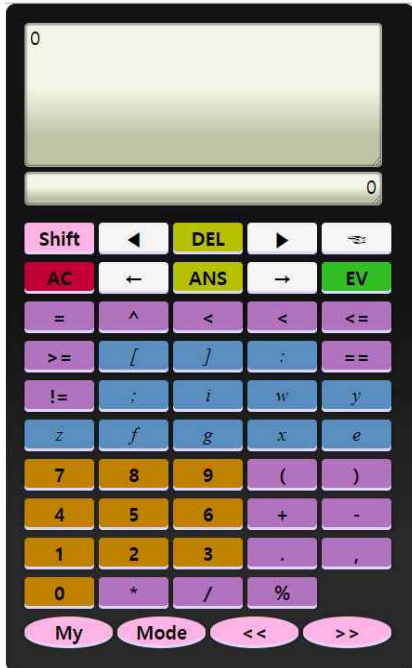 0
0
Shift ◀ DEL ▶ ☜
AC ← ANS → EV
= ^ < < <=
>= [ ] : ==
!= ; i w y
z f g x e
7 8 9 ( )
4 5 6 + -
1 2 3 . ,
0 * / %
My Mode << >>